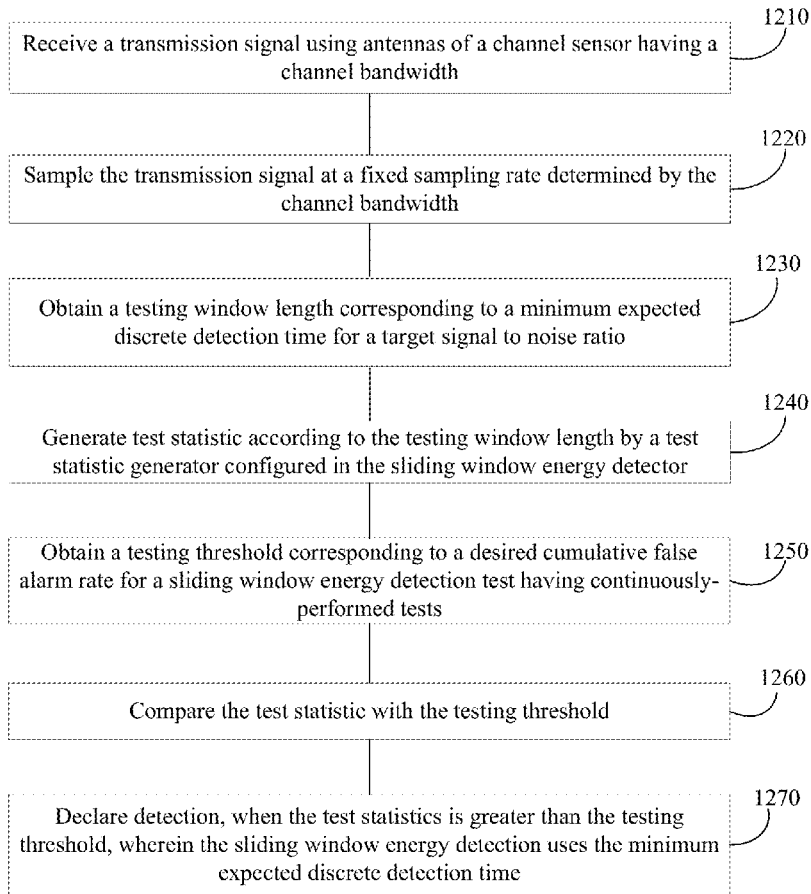 1210
Receive a transmission signal using antennas of a channel sensor having a
channel bandwidth
1220
Sample the transmission signal at a fixed sampling rate determined by the
channel bandwidth
1230
Obtain a testing window length corresponding to a minimum expected
discrete detection time for a target signal to noise ratio
1240
Generate test statistic according to the testing window length by a test
statistic generator configured in the sliding window energy detector
1250
Obtain a testing threshold corresponding to a desired cumulative false
alarm rate for a sliding window energy detection test having continuously-
performed tests
1260
Compare the test statistic with the testing threshold
1270
Declare detection, when the test statistics is greater than the testing
threshold, wherein the sliding window energy detection uses the minimum
expected discrete detection time